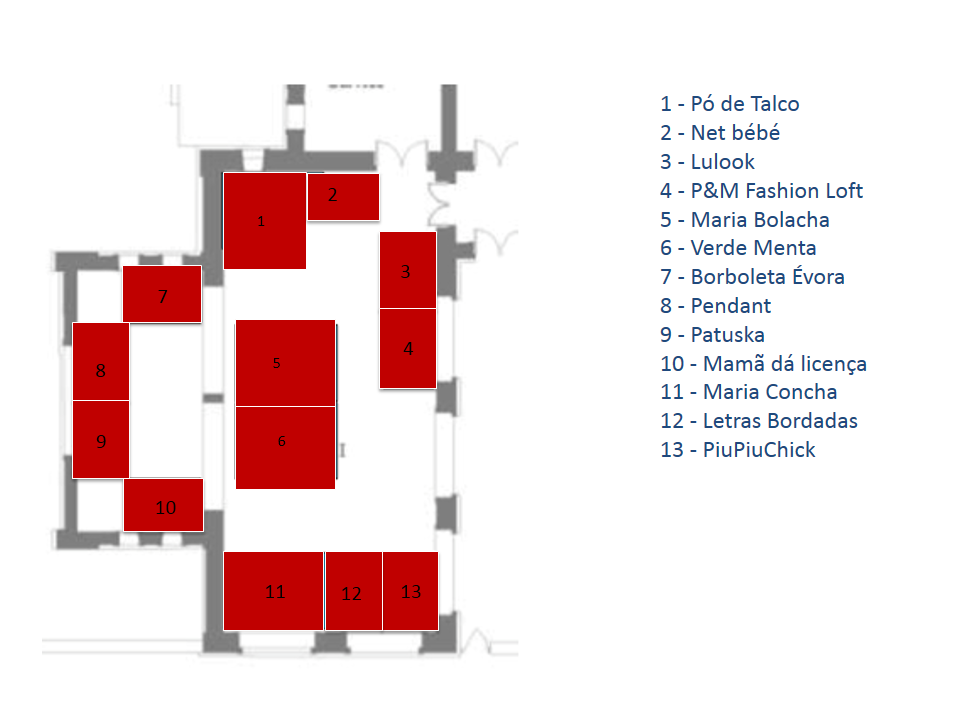 1 - Pó de Talco
2 - Net bébé
3 - Lulook
4 - P&M Fashion Loft
5 - Maria Bolacha
6 - Verde Menta
7 - Borboleta Évora
8 - Pendant
9 - Patuska
10 - Mamã dá licença
11 - Maria Concha
12 - Letras Bordadas
13 - PiuPiuChick
1
2
3
4
5
6
7
8
9
10
11
12
13